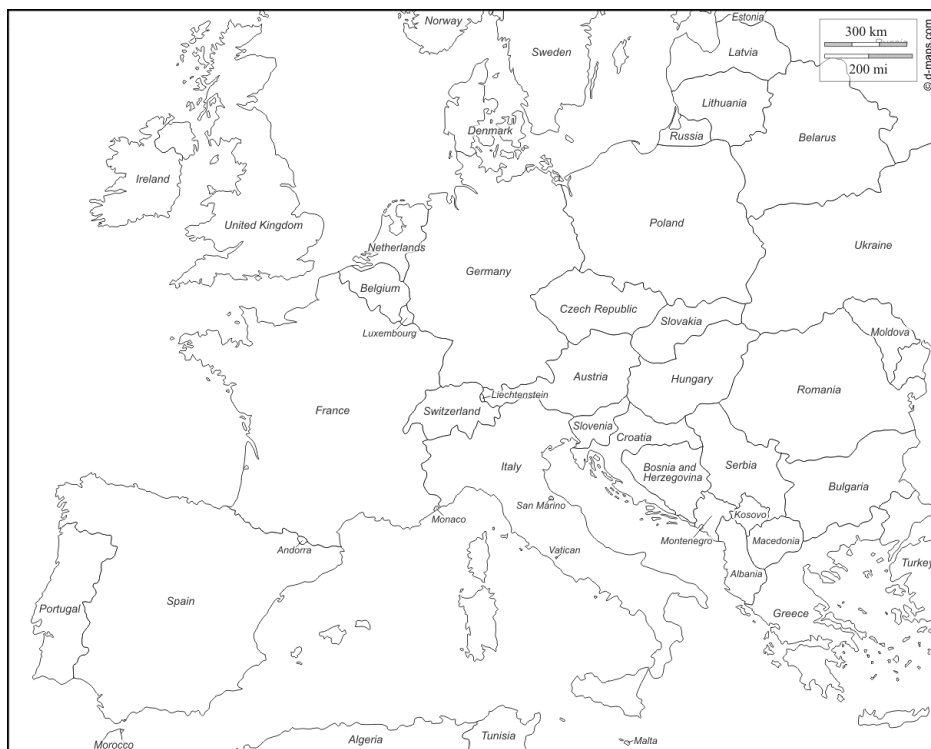 Norway
Estonia
Sweden
Latvia
300 km
Russia
200 mi
© d-maps.com
Lithuania
Denmark
Russia
Belarus
Ireland
United Kingdom
Poland
Netherlands
Ukraine
Germany
Belgium
Czech Republic
Slovakia
Luxembourg
Moldova
Austria
Hungary
Romania
Liechtenstein
France
Switzerland
Slovenia
Croatia
Italy
Bosnia and
Herzegovina
Serbia
Bulgaria
San Marino
Monaco
Kosovo
Montenegro
Macedonia
Andorra
Vatican
Turkey
Albania
Portugal
Spain
Greece
Morocco
Algeria
Tunisia
Malta